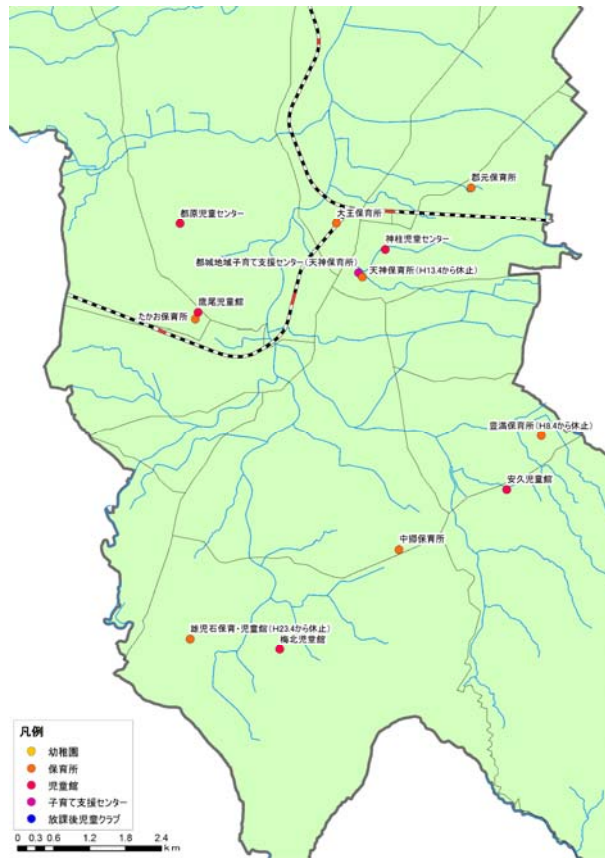 郡元保育所
大王保育所
都原児童センター
神柱児童センター
都城地域子育て支援センター(天神保育所)
天神保育所(H13.4から休止)
鷹尾児童館
たかお保育所
豊満保育所(H8.4から休止)
安久児童館
中郷保育所
雄児石保育・児童館(H23.4から休止)
梅北児童館
凡例
幼稚園
保育所
児童館
子育て支援センター
放課後児童クラブ
0 0.3 0.6 1.2 1.8 2.4
km